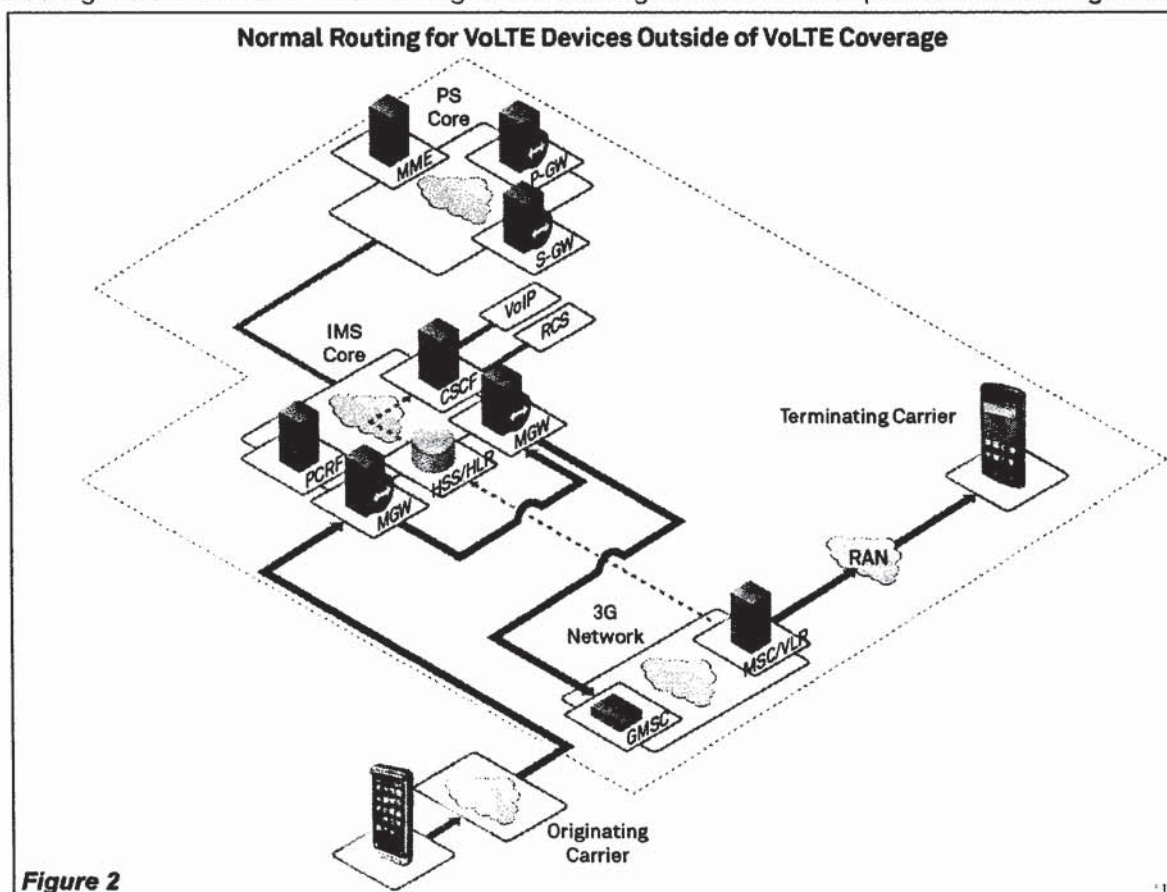 Normal Routing for VoLTE Devices Outside of VoLTE Coverage
PS
Core
MME
P-GW
S-GW
VoIP
RCS
IMS
Core
CSCF
MGW
PCRF
HSS/HLR
MGW
Terminating Carrier
RAN
3G
Network
MSC/VLR
GMSC
Originating
Carrier
Figure 2